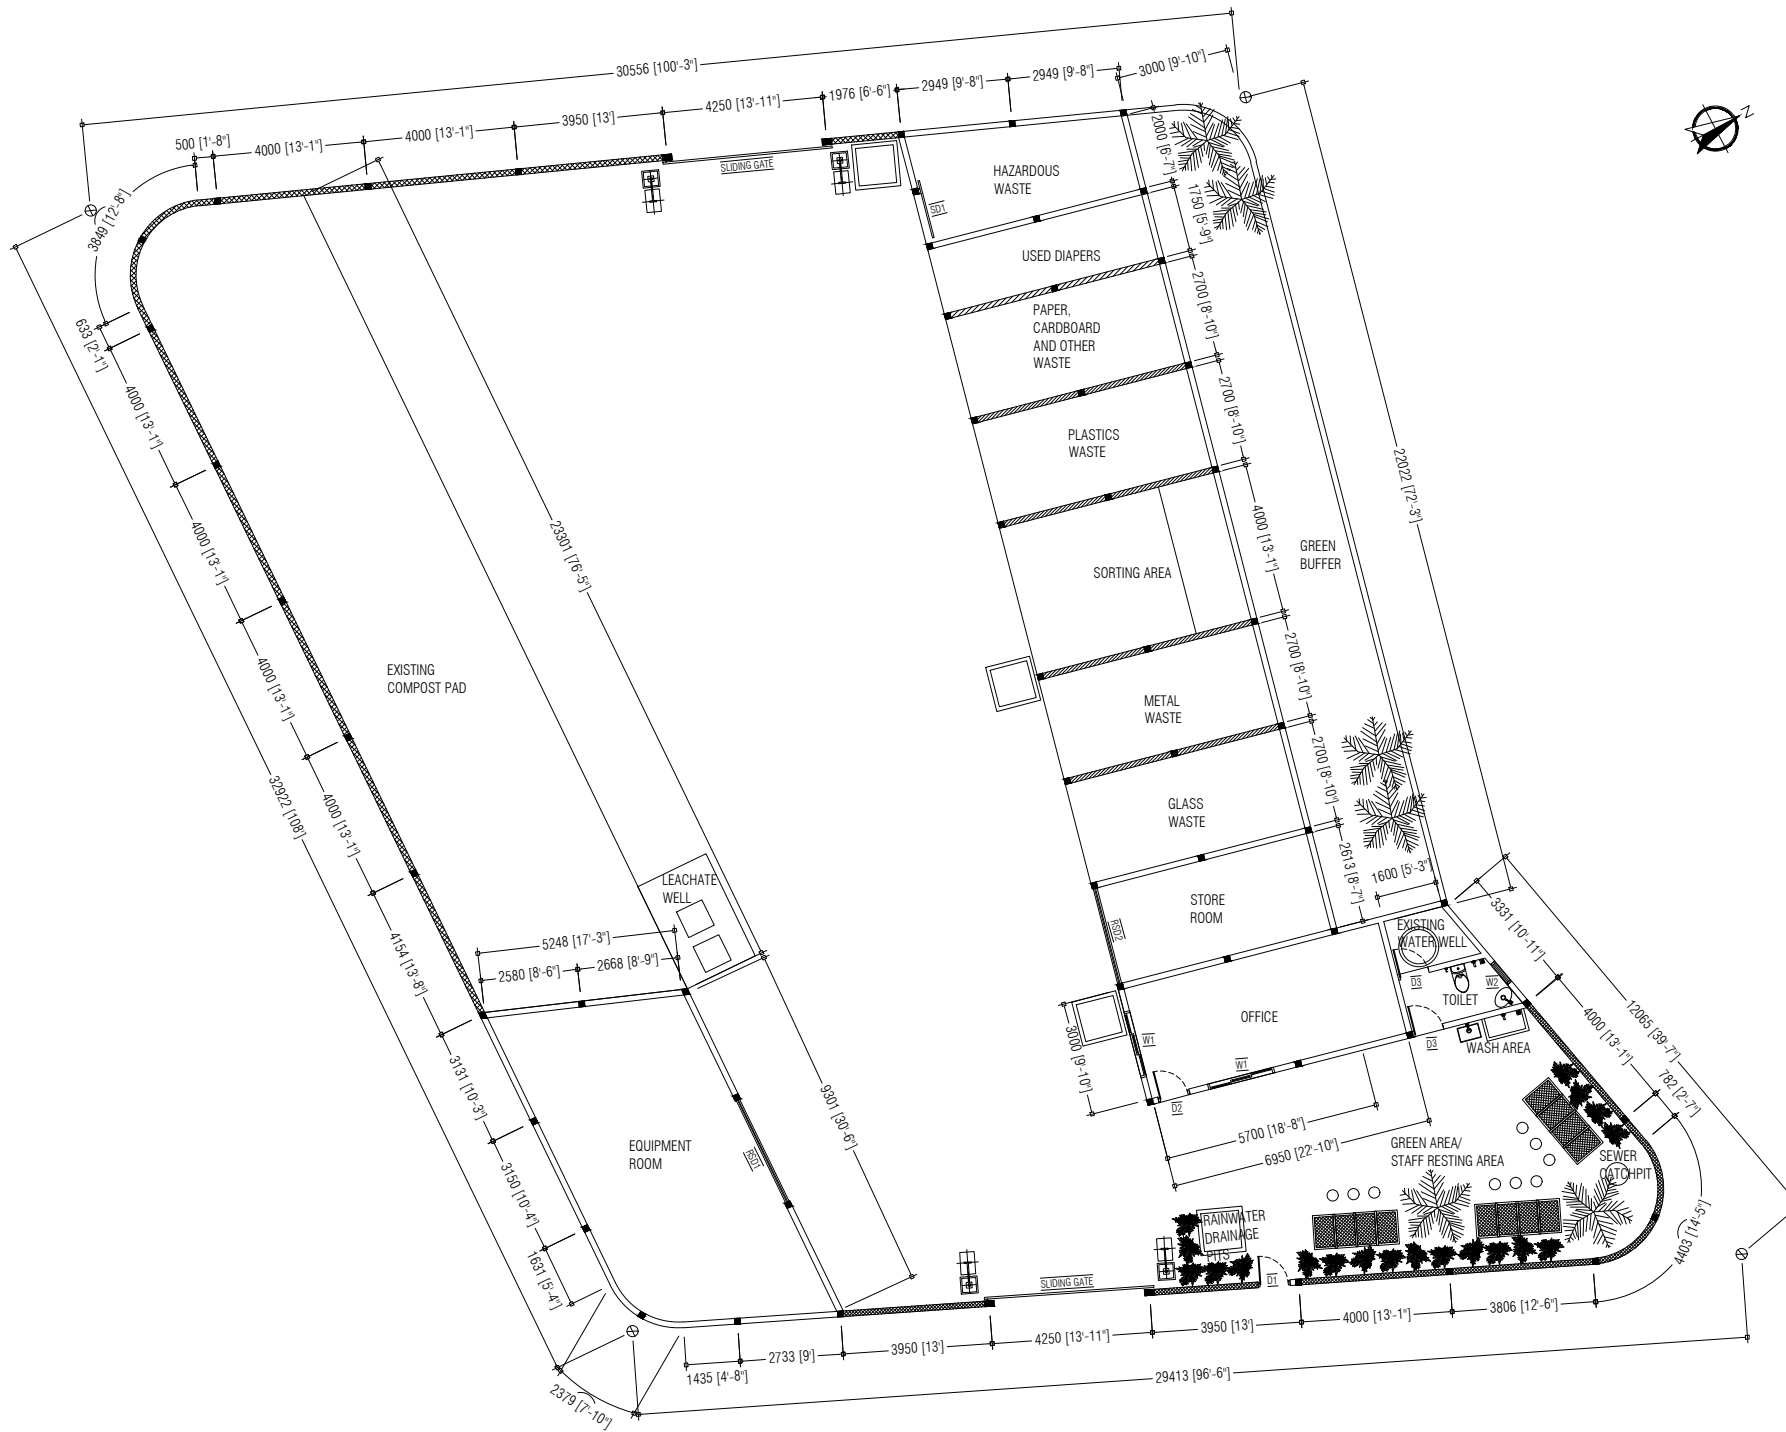 30556 [100'-3"]
500 [1'-8"]
4000 [13'-1"]
4000 [13'-1"]
3950 [13']
4250 [13'-11"]
1976 [6'-6"]
2949 [9'-8"]
2949 [9'-8"]
3000 [9'-10"]
N
SLIDING GATE
3849 [12'-8"]
633 [2'-1"]
4000 [13'-1"]
4000 [13'-1"]
4000 [13'-1"]
4000 [13'-1"]
4154 [13'-8"]
3131 [10'-3"]
3150 [10'-4"]
1631 [5'-4"]
32922 [108']
2379 [7'-10"]
23301 [76'-5"]
9301 [30'-6"]
EXISTING
COMPOST PAD
LEACHATE
WELL
5248 [17'-3"]
2580 [8'-6"]
2668 [8'-9"]
EQUIPMENT
ROOM
RSD1
HAZARDOUS
WASTE
SD1
USED DIAPERS
PAPER,
CARDBOARD
AND OTHER
WASTE
PLASTICS
WASTE
SORTING AREA
METAL
WASTE
GLASS
WASTE
STORE
ROOM
RSD2
OFFICE
2000 [6'-7"]
1750 [5'-9"]
2700 [8'-10"]
2700 [8'-10"]
4000 [13'-1"]
2700 [8'-10"]
2700 [8'-10"]
2613 [8'-7"]
GREEN
BUFFER
22022 [72'-3"]
1600 [5'-3"]
EXISTING
WATER WELL
3331 [10'-11"]
12065 [39'-7"]
4000 [13'-1"]
782 [2'-7"]
4403 [14'-5"]
D3
TOILET
W2
D3
WASH AREA
W1
W1
D2
3000 [9'-10"]
5700 [18'-8"]
6950 [22'-10"]
GREEN AREA/
STAFF RESTING AREA
SEWER
CATCHPIT
RAINWATER
DRAINAGE
PITS
D1
SLIDING GATE
1435 [4'-8"]
2733 [9']
3950 [13']
4250 [13'-11"]
3950 [13']
4000 [13'-1"]
3806 [12'-6"]
29413 [96'-6"]